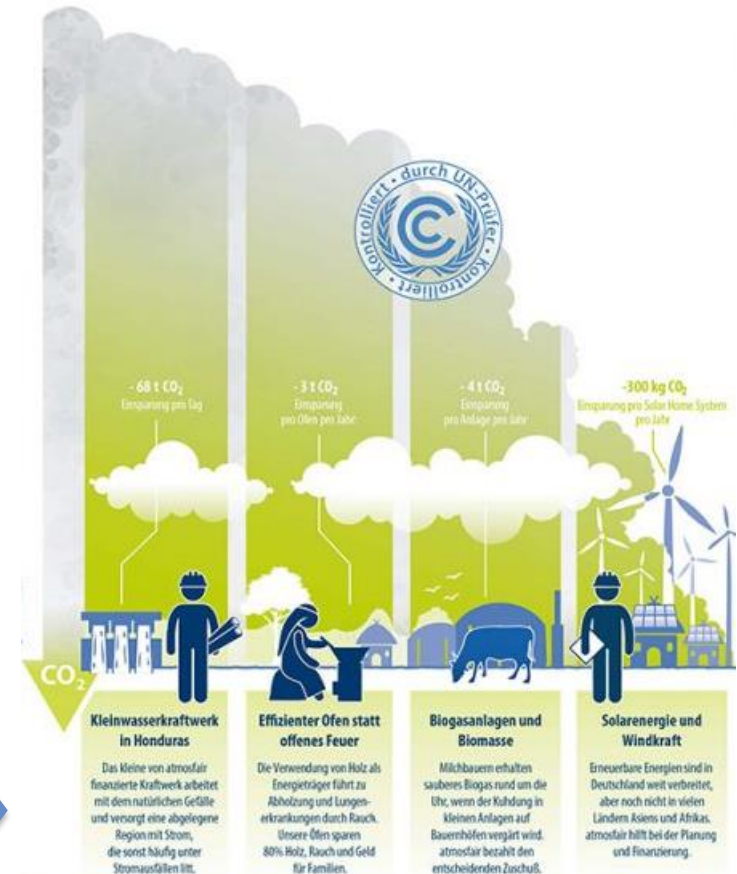 Kontrolliert • durch UN-Prüfer • Kontrolliert •
- 68 t CO₂
Einsparung pro Tag
- 3 t CO₂
Einsparung
pro Ofen pro Jahr
- 4 t CO₂
Einsparung
pro Anlage pro Jahr
-300 kg CO₂
Einsparung pro Solar Home System
pro Jahr
CO₂
Kleinwasserkraftwerk
in Honduras
Das kleine von atmosfair
finanzierte Kraftwerk arbeitet
mit dem natürlichen Gefälle
und versorgt eine abgelegene
Region mit Strom,
die sonst häufig unter
Stromausfällen litt.
Effizienter Ofen statt
offenes Feuer
Die Verwendung von Holz als
Energieträger führt zu
Abholzung und Lungen-
erkrankungen durch Rauch.
Unsere Öfen sparen
80% Holz, Rauch und Geld
für Familien.
Biogasanlagen und
Biomasse
Milchbauern erhalten
sauberes Biogas rund um die
Uhr, wenn der Kuhdung in
kleinen Anlagen auf
Bauernhöfen vergärt wird.
atmosfair bezahlt den
entscheidenden Zuschuß.
Solarenergie und
Windkraft
Erneuerbare Energien sind in
Deutschland weit verbreitet,
aber noch nicht in vielen
Ländern Asiens und Afrikas.
atmosfair hilft bei der Planung
und Finanzierung.